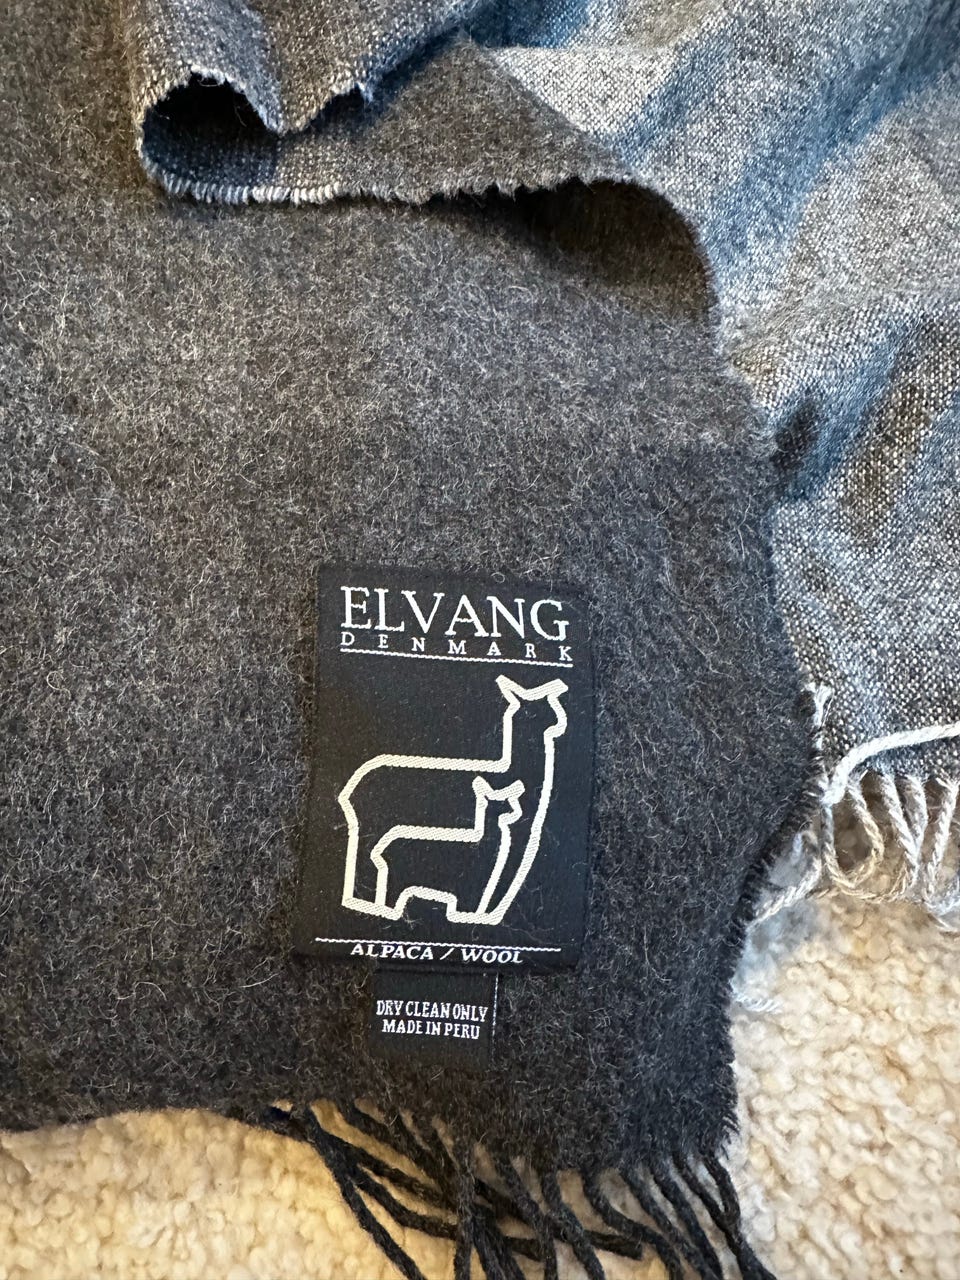 ELVANG
DENMARK
ALPACA / WOOL
DRY CLEAN ONLY
MADE IN PERU